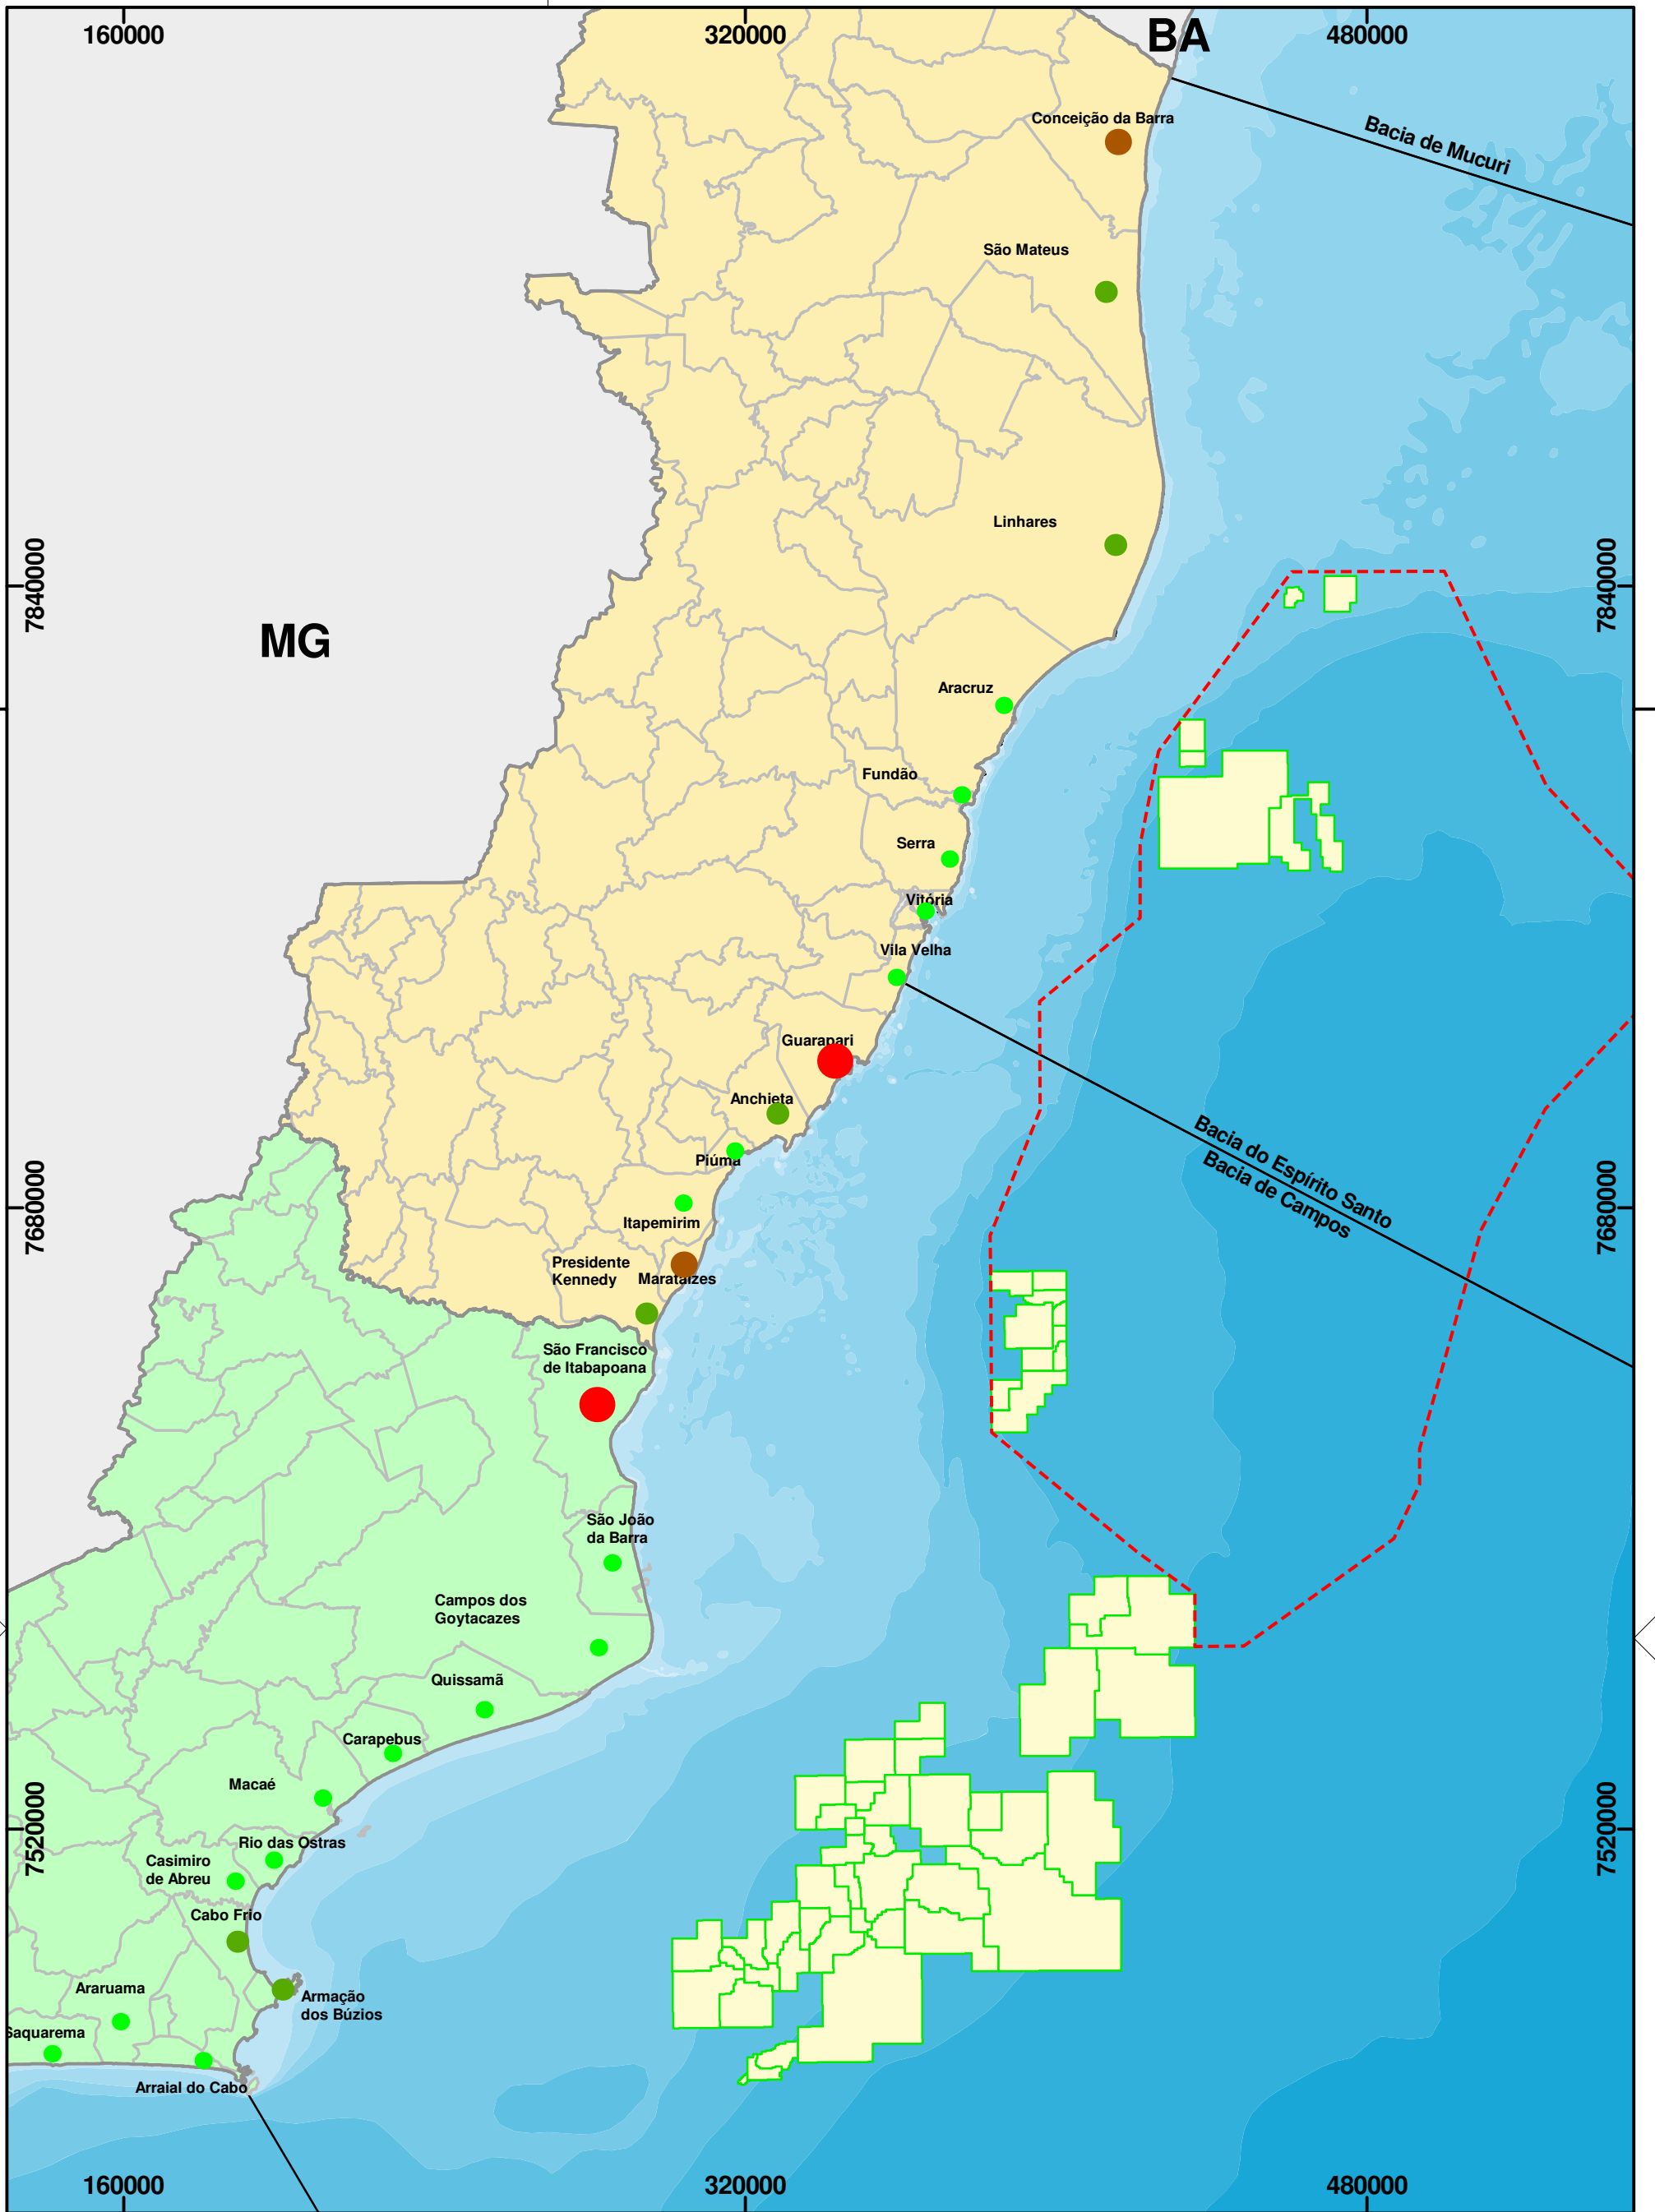 160000
320000
BA
480000
Conceição da Barra
Bacia de Mucuri
São Mateus
Linhares
7840000
7840000
MG
Aracruz
Fundão
Serra
Vitória
Vila Velha
Guarapari
Anchieta
Piúma
Bacia do Espírito Santo
Bacia de Campos
7680000
7680000
Itapemirim
Presidente
Kennedy
Marataízes
São Francisco
de Itabapoana
São João
da Barra
Campos dos
Goytacazes
Quissamã
Carapebus
Macaé
7520000
7520000
Rio das Ostras
Casimiro
de Abreu
Cabo Frio
Araruama
Armação
dos Búzios
Saquarema
Arraial do Cabo
160000
320000
480000